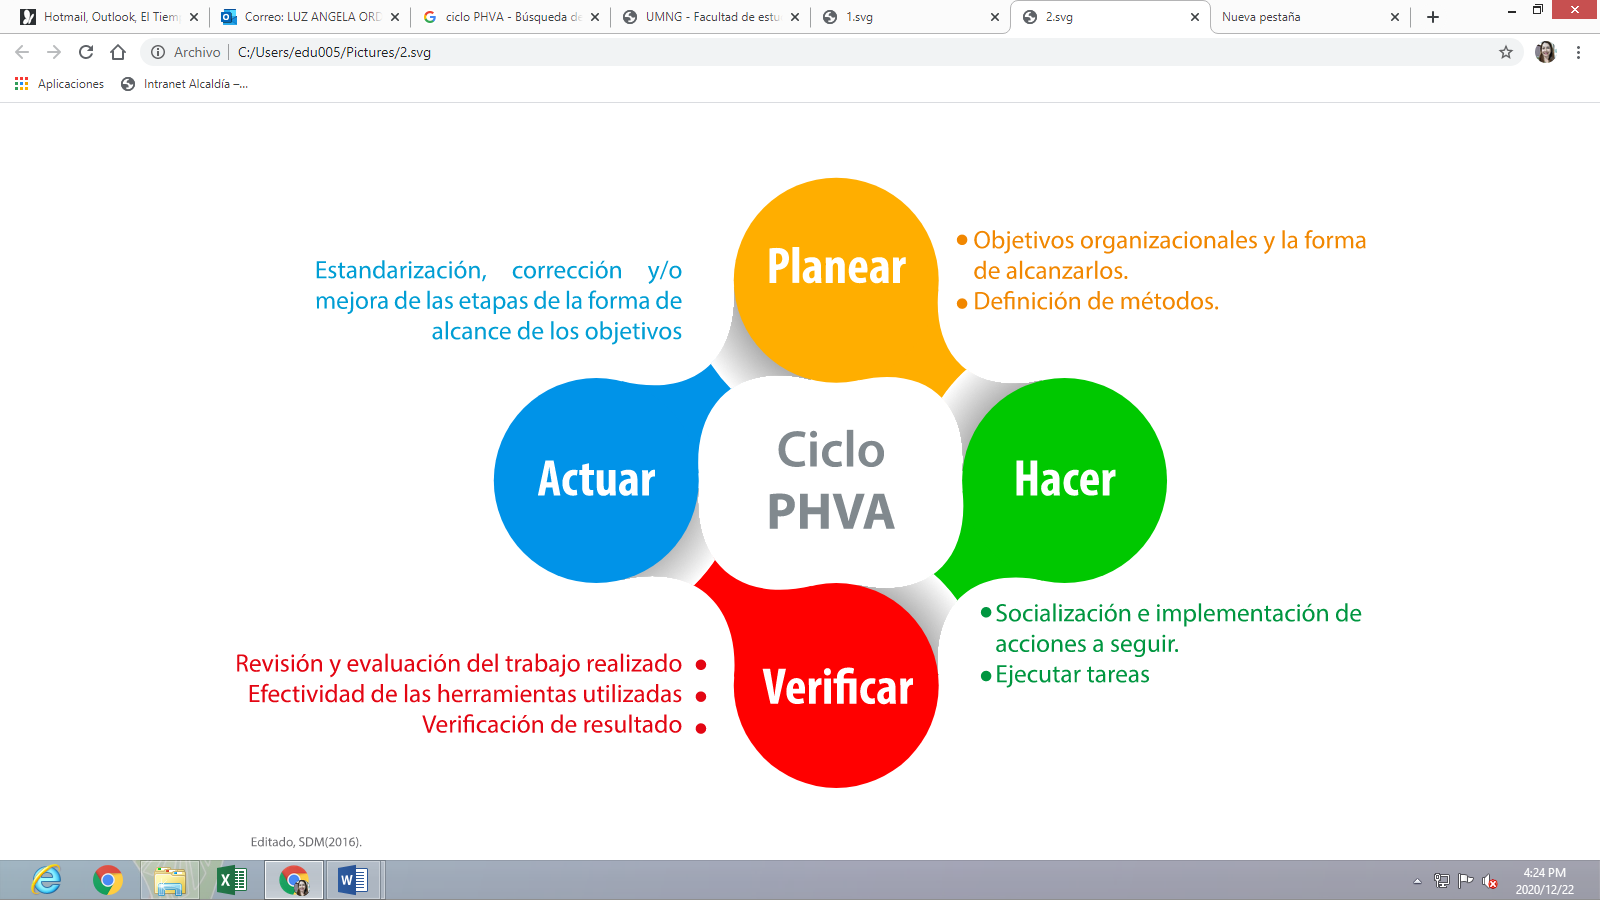 Hotmail, Outlook, El Tiem
Correo: LUZ ANGELA ORD
ciclo PHVA - Búsqueda de
UMNG - Facultad de estu
1.svg
2.svg
Nueva pestaña
Archivo
C:/Users/edu005/Pictures/2.svg
Aplicaciones
Intranet Alcaldía –...
Planear
• Objetivos organizacionales y la forma
de alcanzarlos.
• Definición de métodos.
Estandarización, corrección y/o
mejora de las etapas de la forma de
alcance de los objetivos
Actuar
Ciclo
PHVA
Hacer
• Socialización e implementación de
acciones a seguir.
• Ejecutar tareas
Revisión y evaluación del trabajo realizado •
Efectividad de las herramientas utilizadas •
Verificación de resultado •
Verificar
Editado, SDM(2016).
4:24 PM
2020/12/22